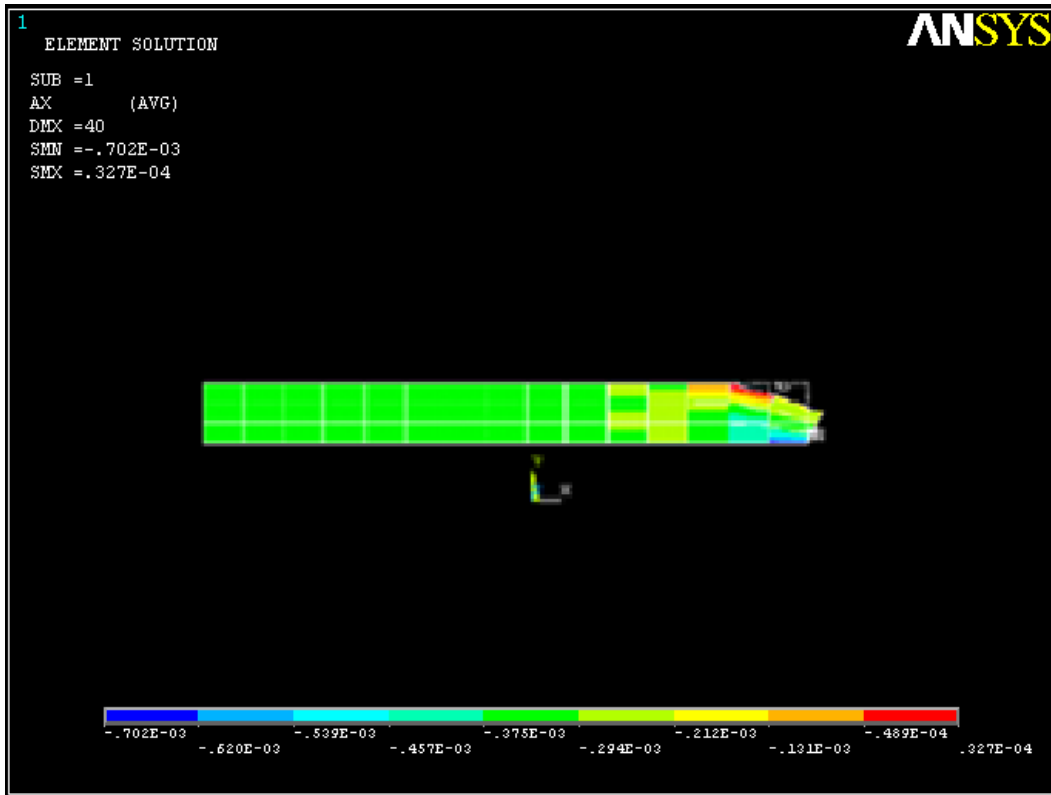 1
ANSYS
ELEMENT SOLUTION
SUB =1
AX (AVG)
DMX =40
SMN =-.702E-03
SMX =.327E-04
-.702E-03 -.539E-03 -.375E-03 -.212E-03 -.489E-04
-.620E-03 -.457E-03 -.294E-03 -.131E-03 .327E-04